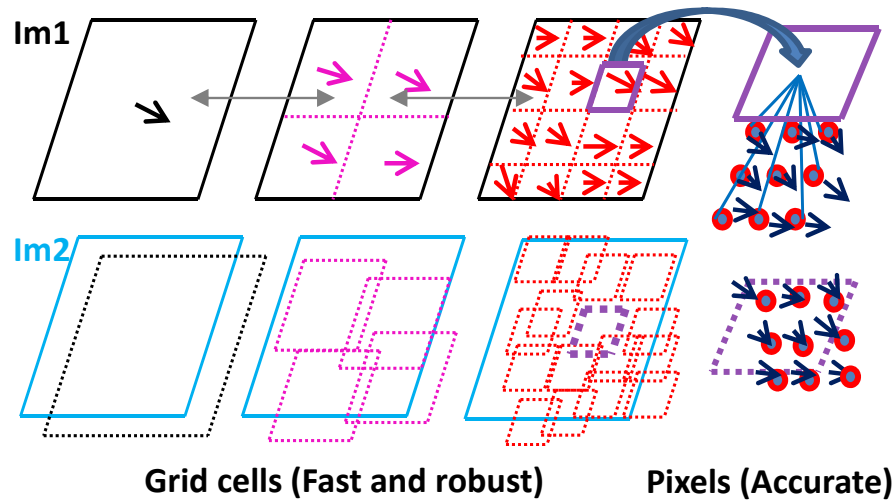 Im1
Im2
Grid cells (Fast and robust)
Pixels (Accurate)